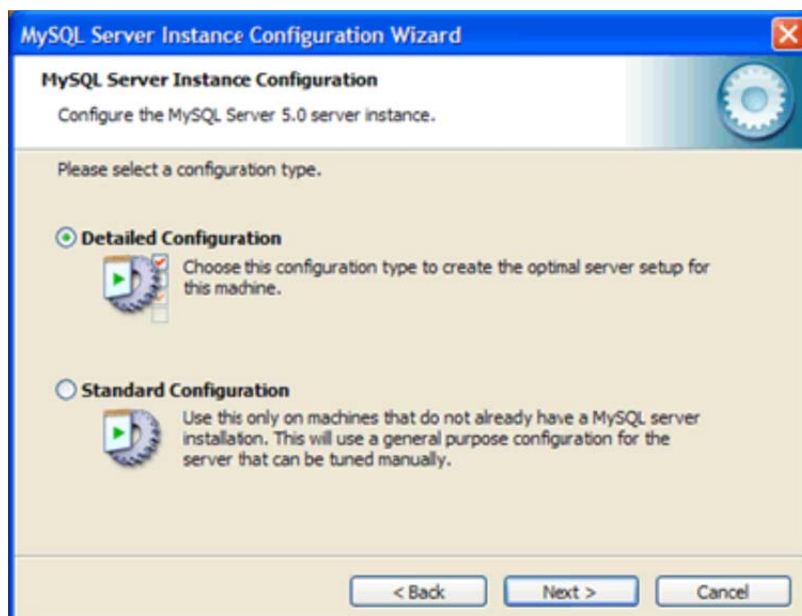 MySQL Server Instance Configuration Wizard
MySQL Server Instance Configuration
Configure the MySQL Server 5.0 server instance.
Please select a configuration type.
Detailed Configuration
Choose this configuration type to create the optimal server setup for
this machine.
Standard Configuration
Use this only on machines that do not already have a MySQL server
installation. This will use a general purpose configuration for the
server that can be tuned manually.
< Back Next > Cancel